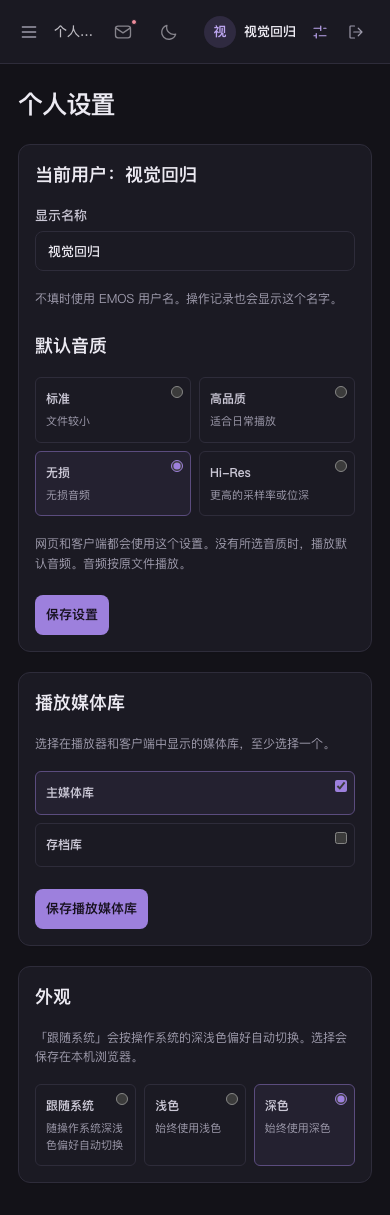 个人...
视
视觉回归
个人设置
当前用户：视觉回归
显示名称
视觉回归
不填时使用 EMOS 用户名。操作记录也会显示这个名字。
默认音质
标准
文件较小
高品质
适合日常播放
无损
无损音频
Hi-Res
更高的采样率或位深
网页和客户端都会使用这个设置。没有所选音质时，播放默
认音频。音频按原文件播放。
保存设置
播放媒体库
选择在播放器和客户端中显示的媒体库，至少选择一个。
主媒体库
存档库
保存播放媒体库
外观
「跟随系统」会按操作系统的深浅色偏好自动切换。选择会
保存在本机浏览器。
跟随系统
随操作系统深浅
色偏好自动切换
浅色
始终使用浅色
深色
始终使用深色